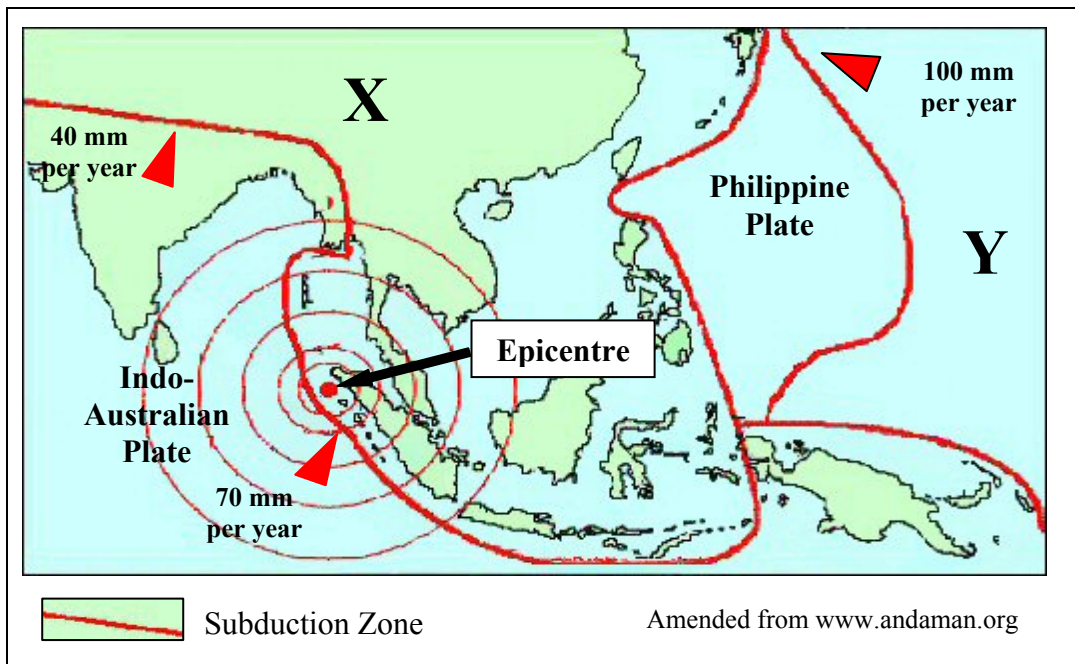 X
40 mm
per year
100 mm
per year
Philippine
Plate
Y
Epicentre
Indo-
Australian
Plate
70 mm
per year
Subduction Zone
Amended from www.andaman.org